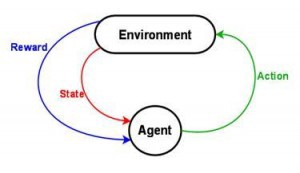 Environment
Reward
State
Action
Agent